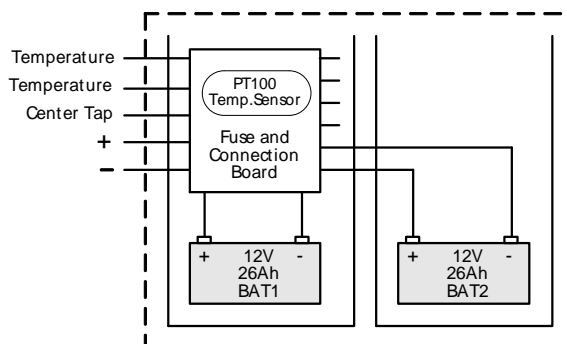 Temperature
Temperature
Center Tap
+
-
PT100
Temp.Sensor
Fuse and
Connection
Board
+ 12V -
26Ah
BAT1
+ 12V -
26Ah
BAT2